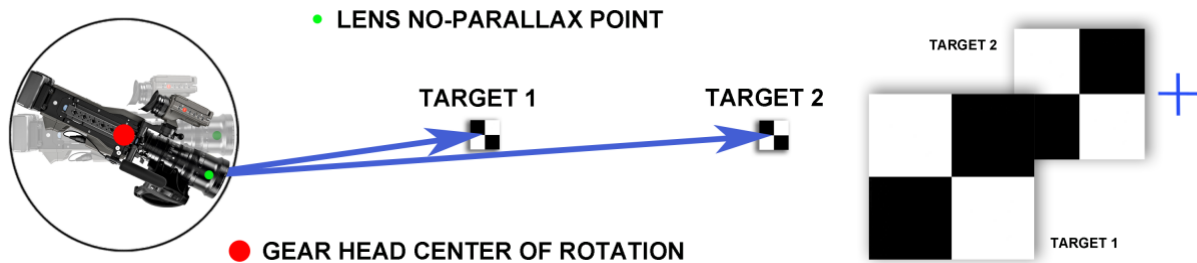 LENS NO-PARALLAX POINT
TARGET 1
TARGET 2
GEAR HEAD CENTER OF ROTATION
TARGET 2
TARGET 1